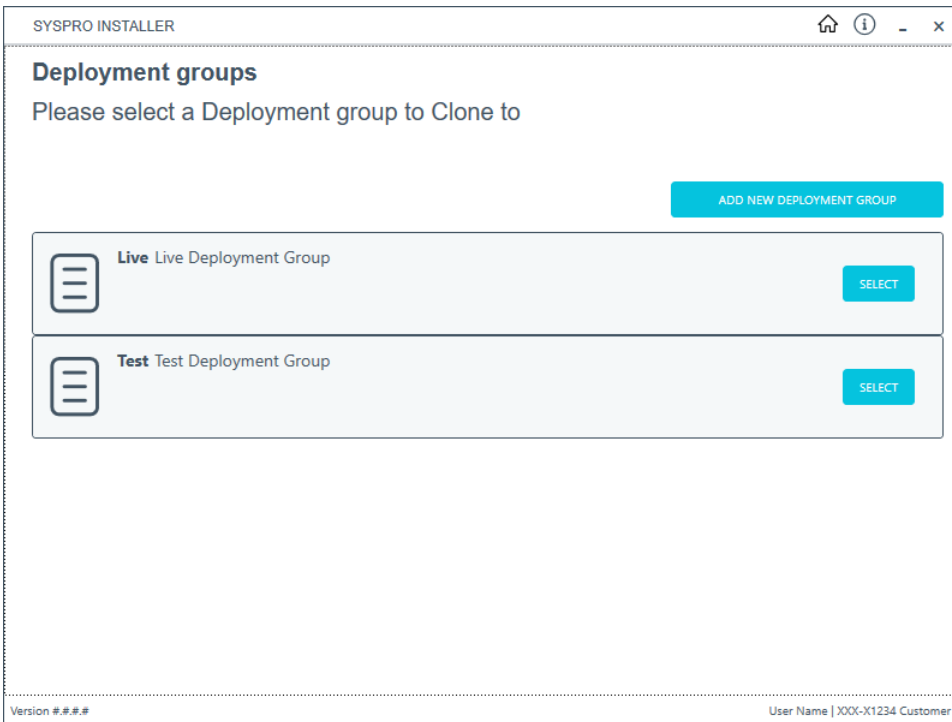 SYSPRO INSTALLER
Deployment groups
Please select a Deployment group to Clone to
ADD NEW DEPLOYMENT GROUP
Live Live Deployment Group
SELECT
Test Test Deployment Group
SELECT
Version #.#.#.#
User Name | XXX-X1234 Customer